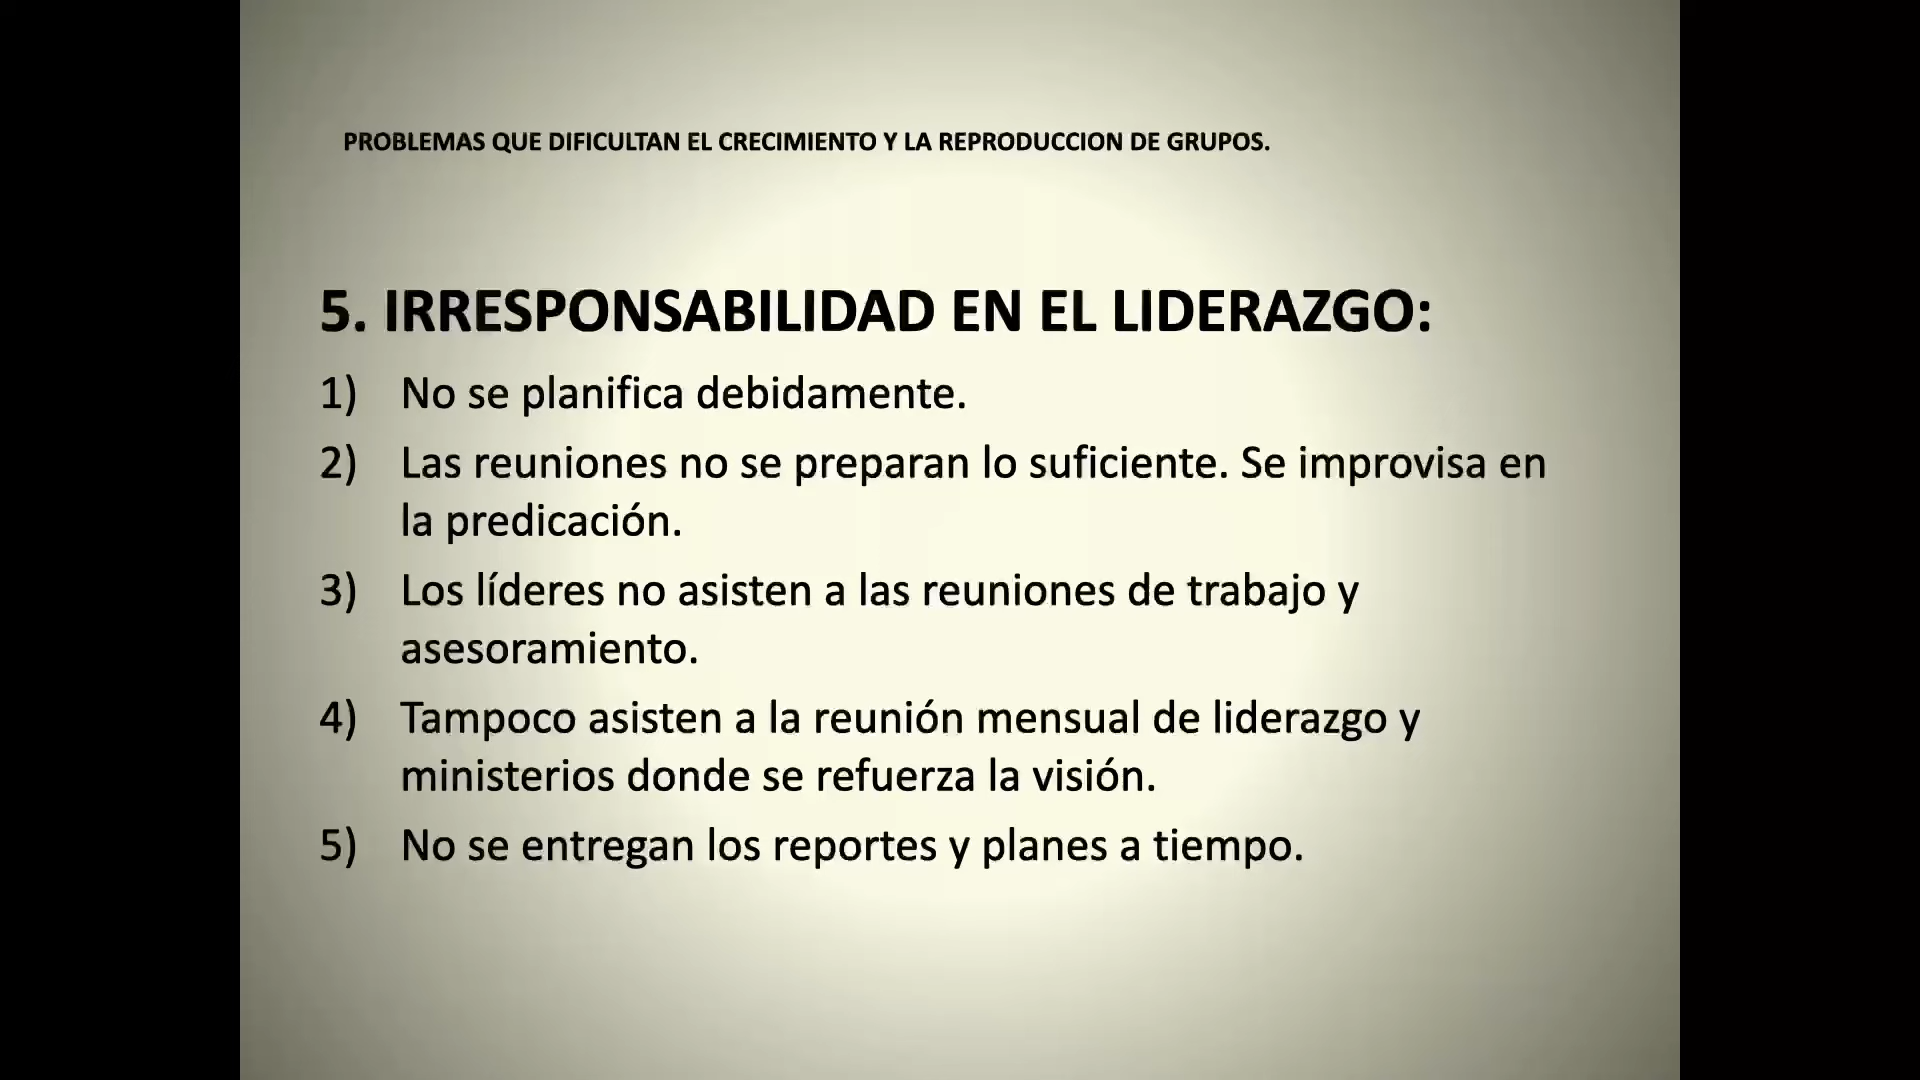 PROBLEMAS QUE DIFICULTAN EL CRECIMIENTO Y LA REPRODUCCION DE GRUPOS.
5. IRRESPONSABILIDAD EN EL LIDERAZGO:
1) No se planifica debidamente.
2) Las reuniones no se preparan lo suficiente. Se improvisa en
la predicación.
3) Los líderes no asisten a las reuniones de trabajo y
asesoramiento.
4) Tampoco asisten a la reunión mensual de liderazgo y
ministerios donde se refuerza la visión.
5) No se entregan los reportes y planes a tiempo.